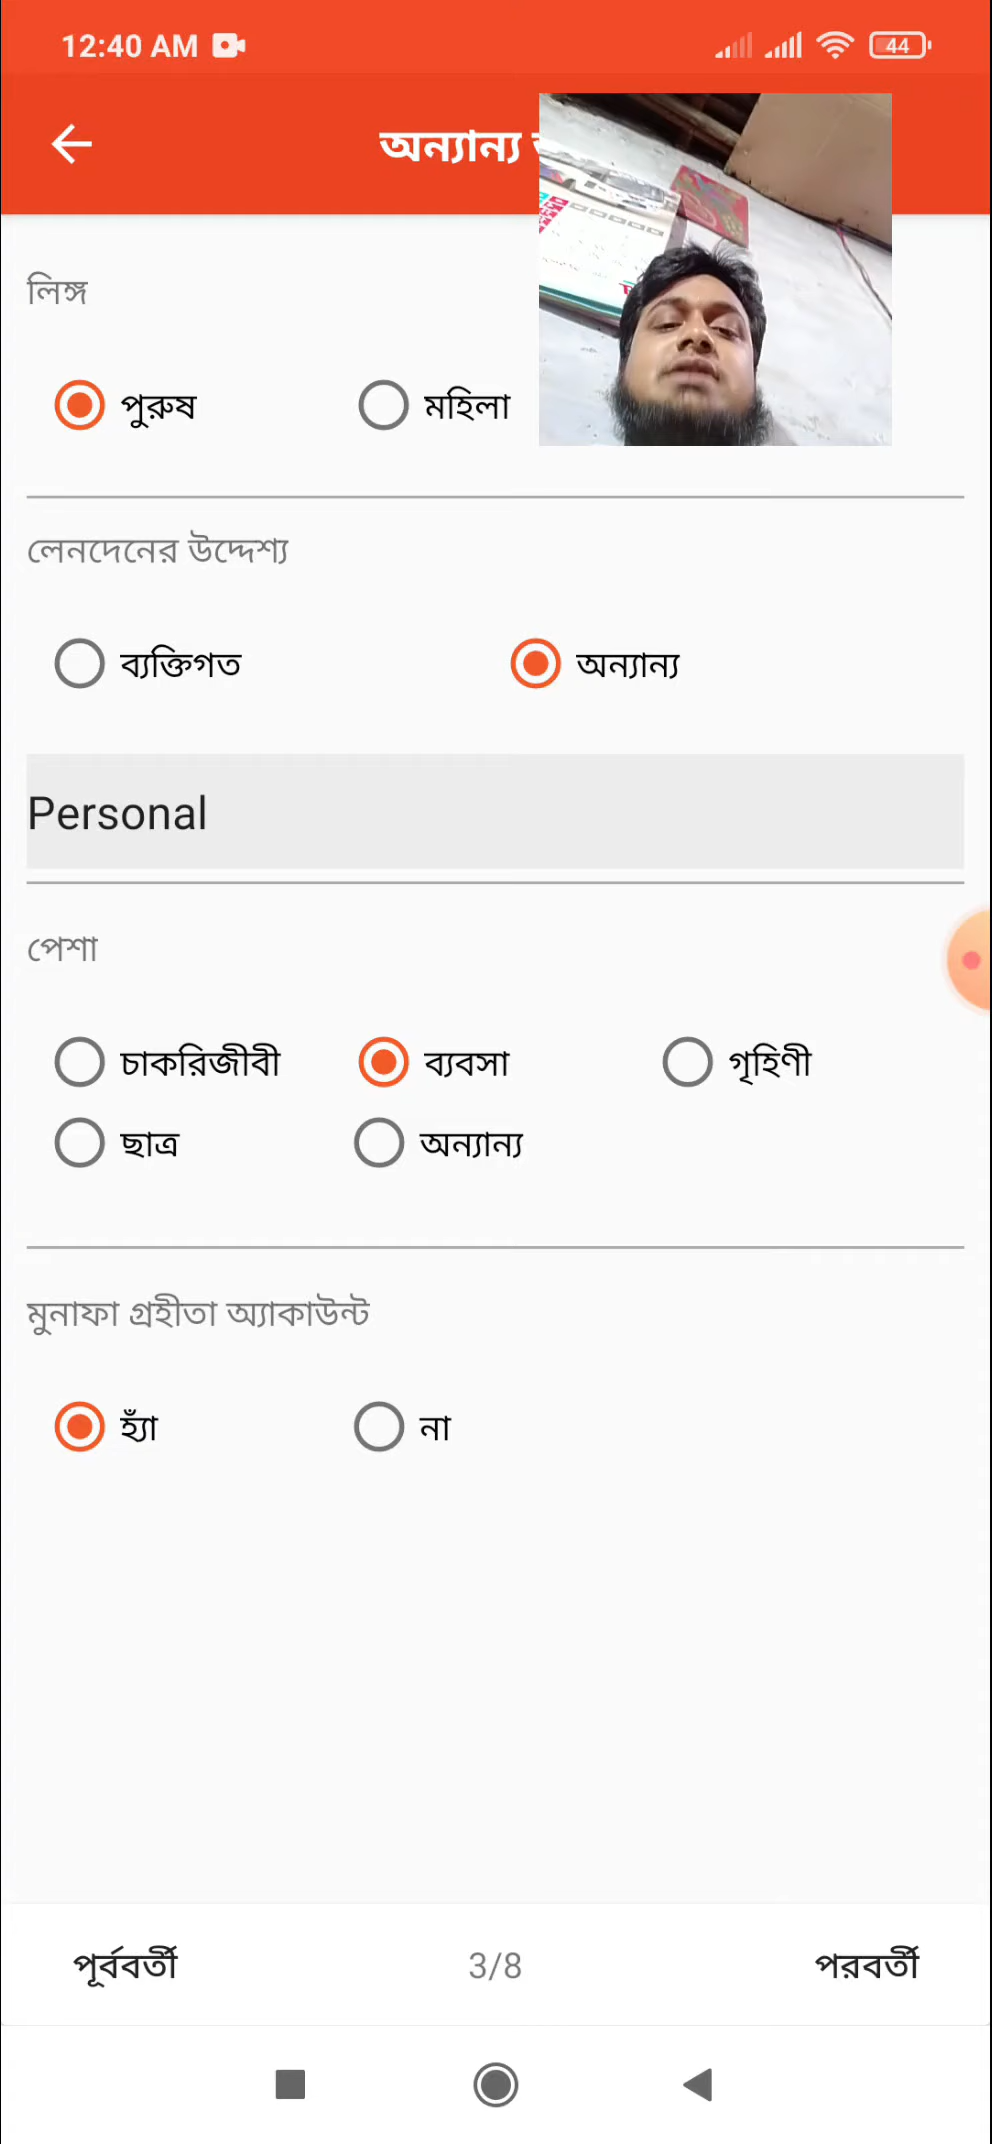 12:40 AM
44
অন্যান্য
লিঙ্গ
পুরুষ মহিলা
লেনদেনের উদ্দেশ্য
ব্যক্তিগত অন্যান্য
Personal
পেশা
চাকরিজীবী ব্যবসা গৃহিণী
ছাত্র অন্যান্য
মুনাফা গ্রহীতা অ্যাকাউন্ট
হ্যাঁ না
পূর্ববর্তী 3/8 পরবর্তী